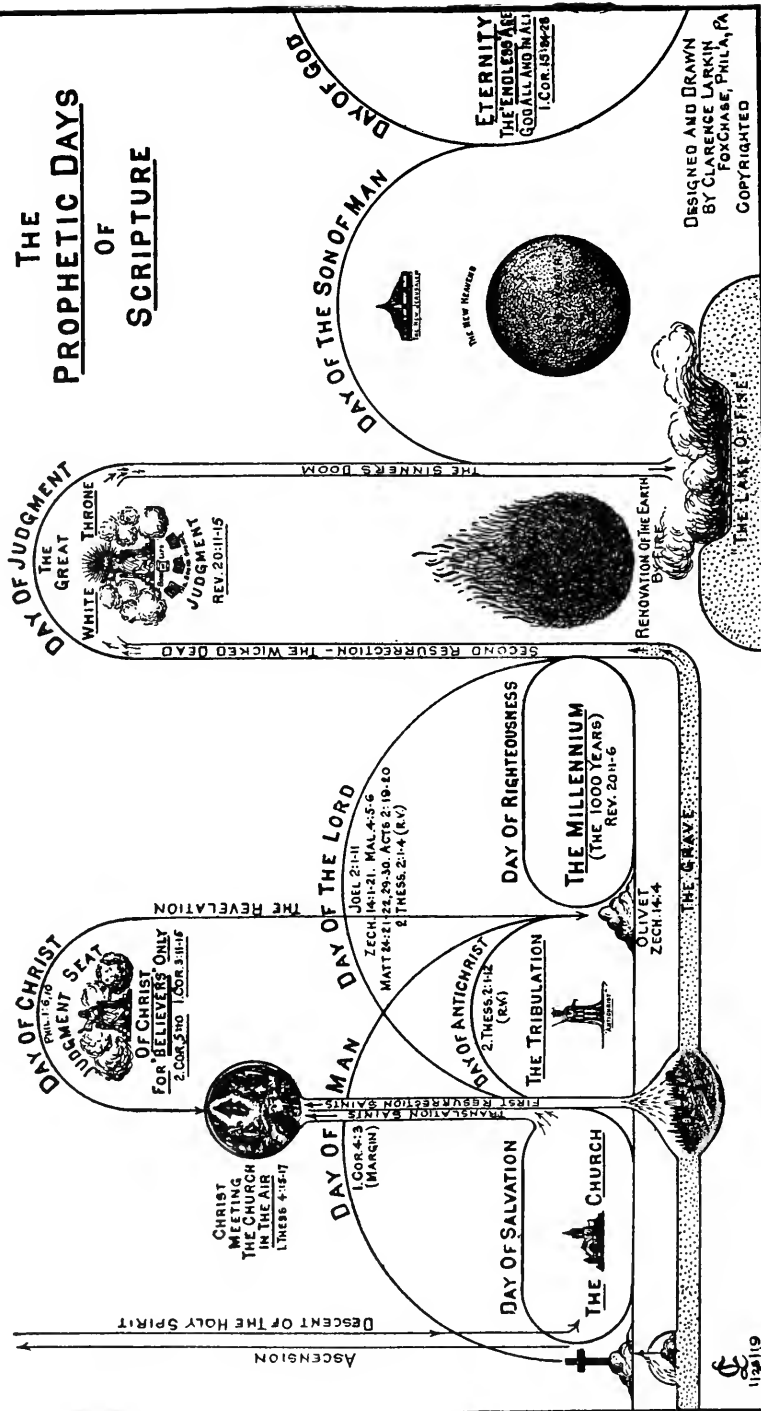 THE
PROPHETIC DAYS
OF
SCRIPTURE
ASCENSION
DESCENT OF THE HOLY SPIRIT
CHRIST
MEETING
THE CHURCH
IN THE AIR
1.THESS 4:15-17
DAY OF CHRIST
PHIL.1:6,10
JUDGMENT SEAT
OF CHRIST
FOR "BELIEVERS" ONLY
2.COR.5:10 1.COR.3:11-15
THE REVELATION
DAY OF MAN
1.COR.4:3
(MARGIN)
DAY OF SALVATION
THE CHURCH
TRANSLATION SAINTS
FIRST RESURRECTION SAINTS
DAY OF THE LORD
JOEL 2:1-11
ZECH.14:1-21. MAL.4:5-6
MATT 24:21-22,29-30. ACTS 2:19-20
2 THESS.2:1-4 (R.V.)
DAY OF ANTICHRIST
2.THESS.2:1-12
(R.V.)
THE TRIBULATION
ANTICHRIST
OLIVET
ZECH.14:4
DAY OF RIGHTEOUSNESS
THE MILLENNIUM
(THE 1000 YEARS)
REV. 20:1-6
THE GRAVE
SECOND RESURRECTION - THE WICKED DEAD
DAY OF JUDGMENT
THE
GREAT
WHITE THRONE
JUDGMENT
REV. 20:11-15
THE SINNERS DOOM
RENOVATION OF THE EARTH
BY FIRE
"THE LAKE OF FIRE"
DAY OF THE SON OF MAN
THE NEW JERUSALEM
THE NEW HEAVENS
DAY OF GOD
ETERNITY
THE "ENDLESS" AGE
GOD ALL AND IN ALL
1.COR.15:24-28
DESIGNED AND DRAWN
BY CLARENCE LARKIN
FOXCHASE, PHIL'A, PA
COPYRIGHTED